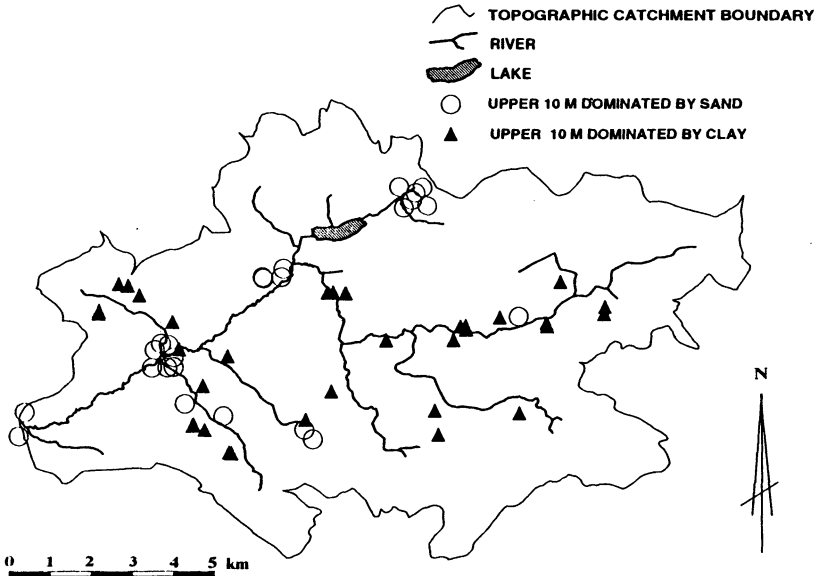 TOPOGRAPHIC CATCHMENT BOUNDARY
RIVER
LAKE
UPPER 10 M DOMINATED BY SAND
UPPER 10 M DOMINATED BY CLAY
N
0 1 2 3 4 5 km